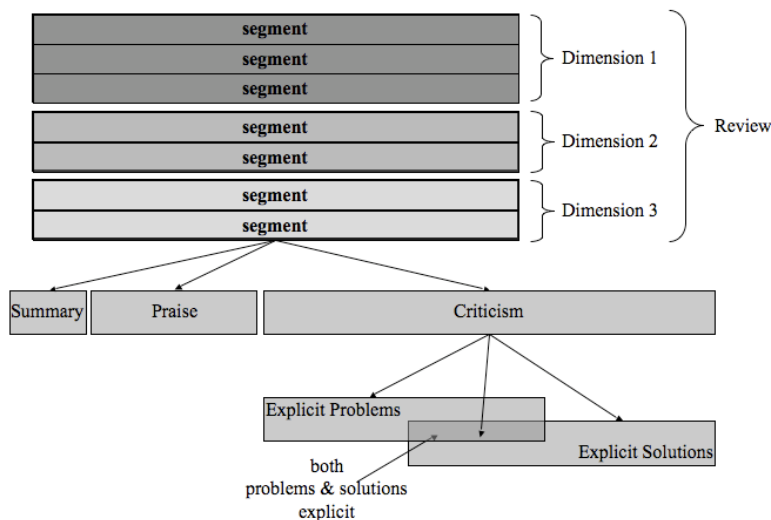 segment
segment
segment
Dimension 1
segment
segment
Dimension 2
Review
segment
segment
Dimension 3
Summary
Praise
Criticism
Explicit Problems
Explicit Solutions
both
problems & solutions
explicit